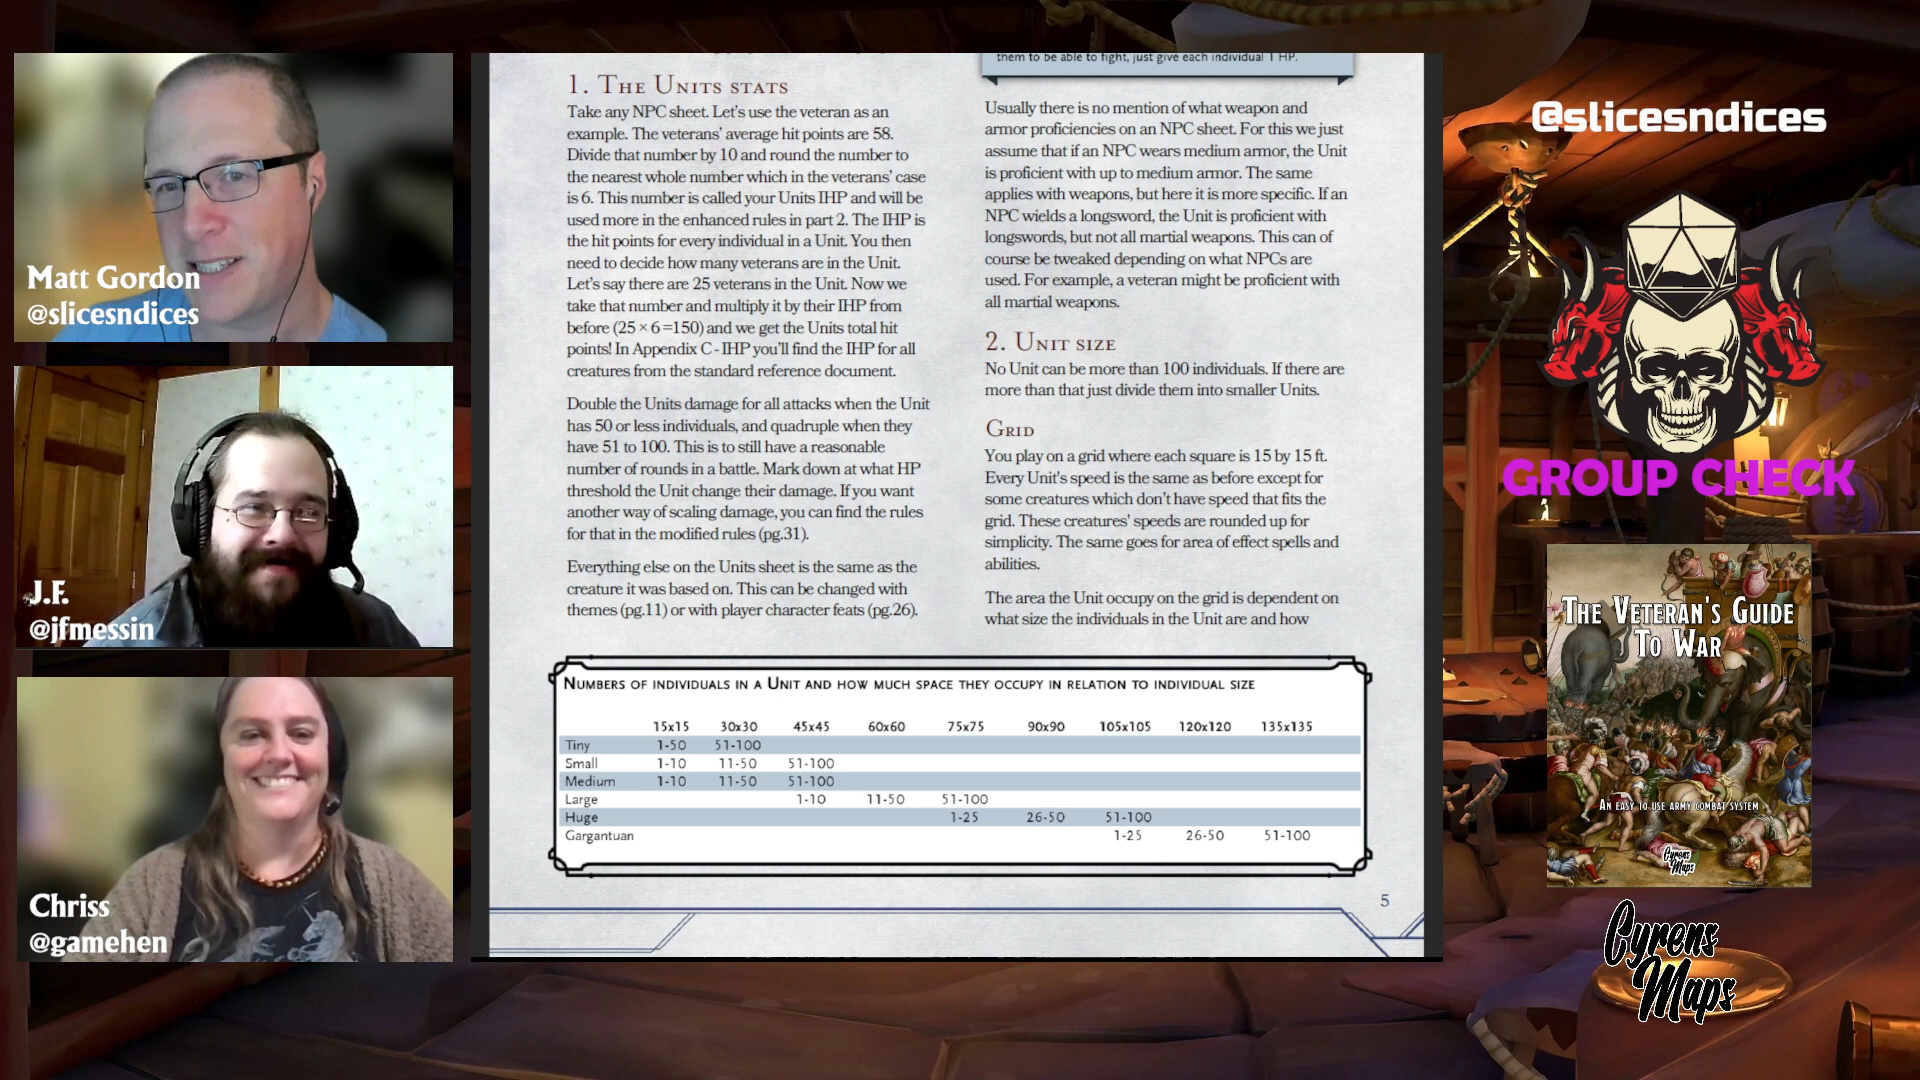 Matt Gordon
@slicesndices
J.F.
@jfmessin
Chriss
@gamehen
1. The Units stats
Take any NPC sheet. Let's use the veteran as an
example. The veterans' average hit points are 58.
Divide that number by 10 and round the number to
the nearest whole number which in the veterans' case
is 6. This number is called your Units IHP and will be
used more in the enhanced rules in part 2. The IHP is
the hit points for every individual in a Unit. You then
need to decide how many veterans are in the Unit.
Let's say there are 25 veterans in the Unit. Now we
take that number and multiply it by their IHP from
before (25 × 6 =150) and we get the Units total hit
points! In Appendix C - IHP you'll find the IHP for all
creatures from the standard reference document.
Double the Units damage for all attacks when the Unit
has 50 or less individuals, and quadruple when they
have 51 to 100. This is to still have a reasonable
number of rounds in a battle. Mark down at what HP
threshold the Unit change their damage. If you want
another way of scaling damage, you can find the rules
for that in the modified rules (pg.31).
Everything else on the Units sheet is the same as the
creature it was based on. This can be changed with
themes (pg.11) or with player character feats (pg.26).
them to be able to fight, just give each individual 1 HP.
Usually there is no mention of what weapon and
armor proficiencies on an NPC sheet. For this we just
assume that if an NPC wears medium armor, the Unit
is proficient with up to medium armor. The same
applies with weapons, but here it is more specific. If an
NPC wields a longsword, the Unit is proficient with
longswords, but not all martial weapons. This can of
course be tweaked depending on what NPCs are
used. For example, a veteran might be proficient with
all martial weapons.
2. Unit size
No Unit can be more than 100 individuals. If there are
more than that just divide them into smaller Units.
Grid
You play on a grid where each square is 15 by 15 ft.
Every Unit's speed is the same as before except for
some creatures which don't have speed that fits the
grid. These creatures' speeds are rounded up for
simplicity. The same goes for area of effect spells and
abilities.
The area the Unit occupy on the grid is dependent on
what size the individuals in the Unit are and how
Numbers of individuals in a Unit and how much space they occupy in relation to individual size
15x15 30x30 45x45 60x60 75x75 90x90 105x105 120x120 135x135
Tiny 1-50 51-100
Small 1-10 11-50 51-100
Medium 1-10 11-50 51-100
Large 1-10 11-50 51-100
Huge 1-25 26-50 51-100
Gargantuan 1-25 26-50 51-100
5
@slicesndices
GROUP CHECK
The Veteran's Guide
To War
An easy to use army combat system
Cyrens
Maps
Cyrens
Maps